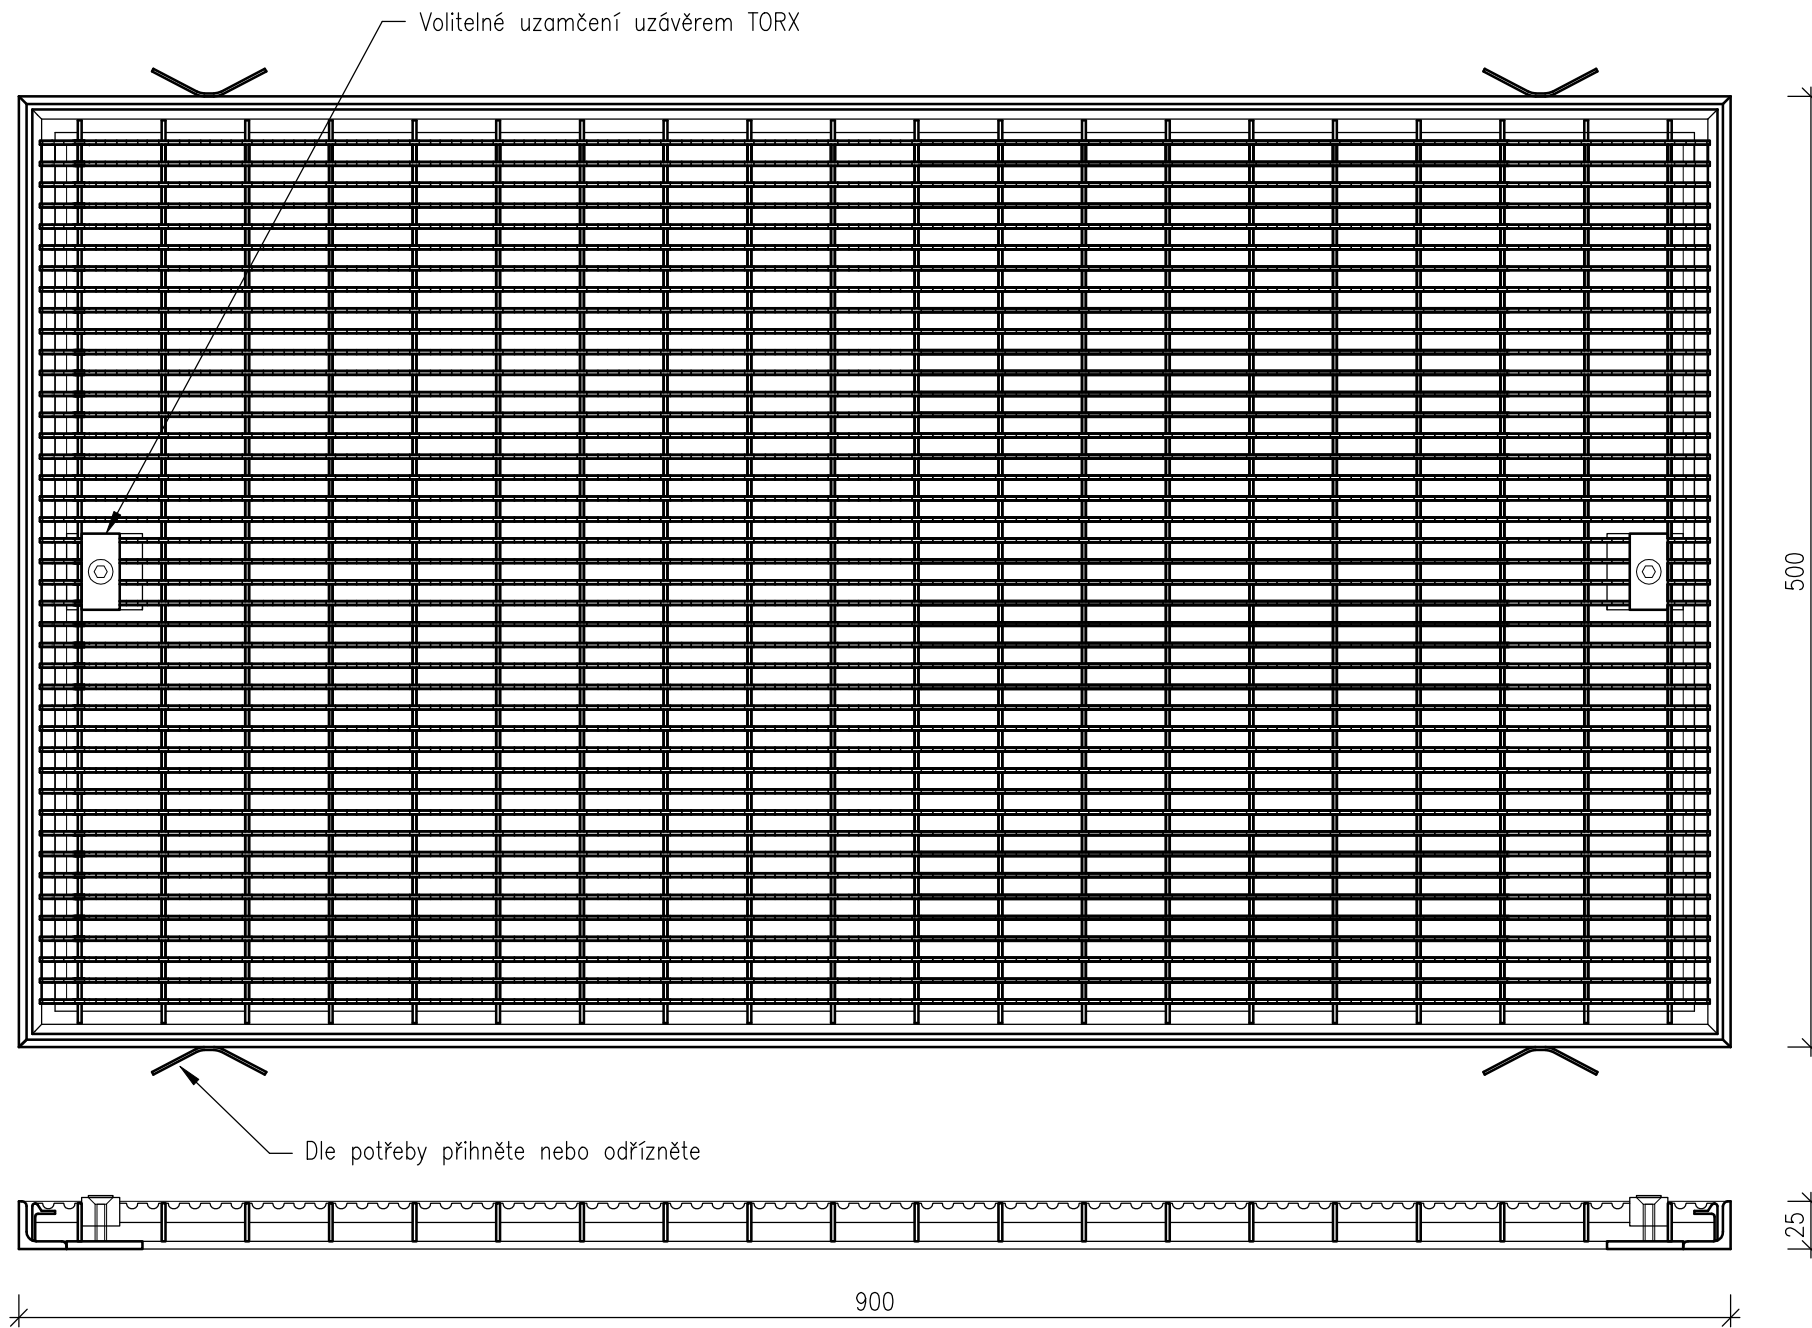 Volitelné uzamčení uzávěrem TORX
500
Dle potřeby přihněte nebo odřízněte
25
900